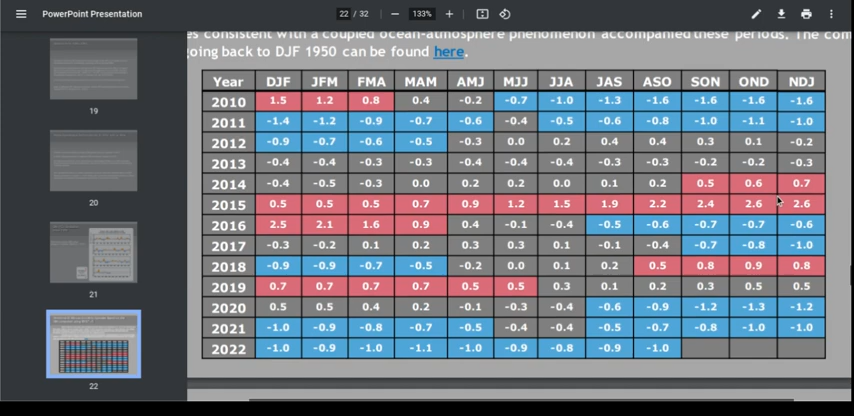 PowerPoint Presentation
22 / 32
133%
19
20
21
22
es consistent with a coupled ocean-atmosphere phenomenon accompanied these periods. The com
going back to DJF 1950 can be found here.
Year DJF JFM FMA MAM AMJ MJJ JJA JAS ASO SON OND NDJ
2010 1.5 1.2 0.8 0.4 -0.2 -0.7 -1.0 -1.3 -1.6 -1.6 -1.6 -1.6
2011 -1.4 -1.2 -0.9 -0.7 -0.6 -0.4 -0.5 -0.6 -0.8 -1.0 -1.1 -1.0
2012 -0.9 -0.7 -0.6 -0.5 -0.3 0.0 0.2 0.4 0.4 0.3 0.1 -0.2
2013 -0.4 -0.4 -0.3 -0.3 -0.4 -0.4 -0.4 -0.3 -0.3 -0.2 -0.2 -0.3
2014 -0.4 -0.5 -0.3 0.0 0.2 0.2 0.0 0.1 0.2 0.5 0.6 0.7
2015 0.5 0.5 0.5 0.7 0.9 1.2 1.5 1.9 2.2 2.4 2.6 2.6
2016 2.5 2.1 1.6 0.9 0.4 -0.1 -0.4 -0.5 -0.6 -0.7 -0.7 -0.6
2017 -0.3 -0.2 0.1 0.2 0.3 0.3 0.1 -0.1 -0.4 -0.7 -0.8 -1.0
2018 -0.9 -0.9 -0.7 -0.5 -0.2 0.0 0.1 0.2 0.5 0.8 0.9 0.8
2019 0.7 0.7 0.7 0.7 0.5 0.5 0.3 0.1 0.2 0.3 0.5 0.5
2020 0.5 0.5 0.4 0.2 -0.1 -0.3 -0.4 -0.6 -0.9 -1.2 -1.3 -1.2
2021 -1.0 -0.9 -0.8 -0.7 -0.5 -0.4 -0.4 -0.5 -0.7 -0.8 -1.0 -1.0
2022 -1.0 -0.9 -1.0 -1.1 -1.0 -0.9 -0.8 -0.9 -1.0